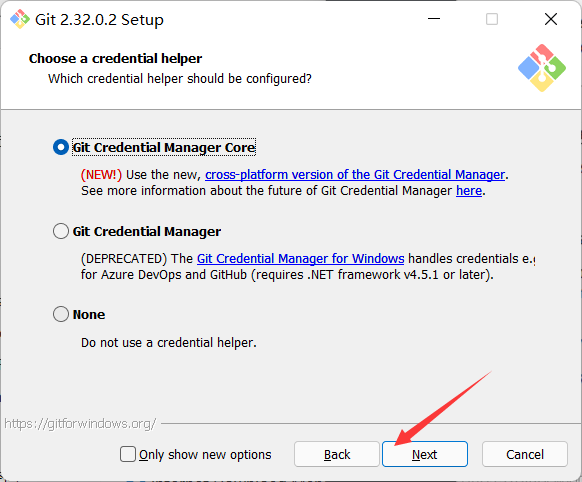 Git 2.32.0.2 Setup
Choose a credential helper
Which credential helper should be configured?
Git Credential Manager Core
(NEW!) Use the new, cross-platform version of the Git Credential Manager.
See more information about the future of Git Credential Manager here.
Git Credential Manager
(DEPRECATED) The Git Credential Manager for Windows handles credentials e.g
for Azure DevOps and GitHub (requires .NET framework v4.5.1 or later).
None
Do not use a credential helper.
https://gitforwindows.org/
Only show new options
Back
Next
Cancel